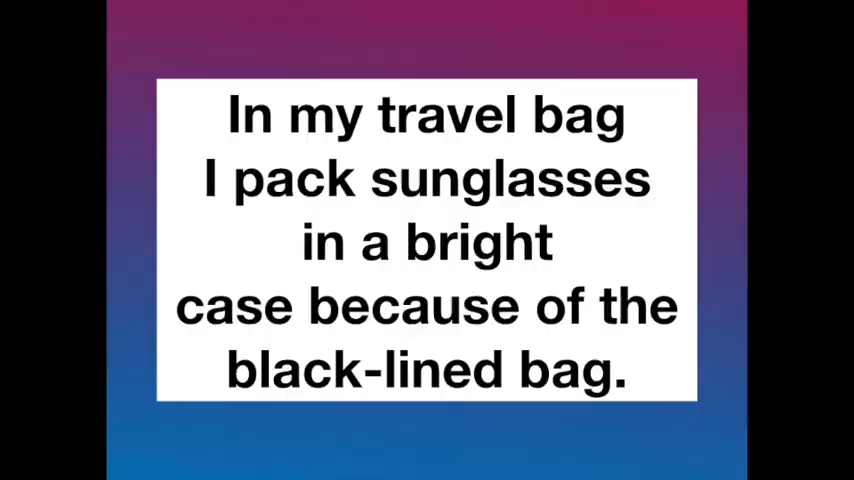 In my travel bag
I pack sunglasses
in a bright
case because of the
black-lined bag.